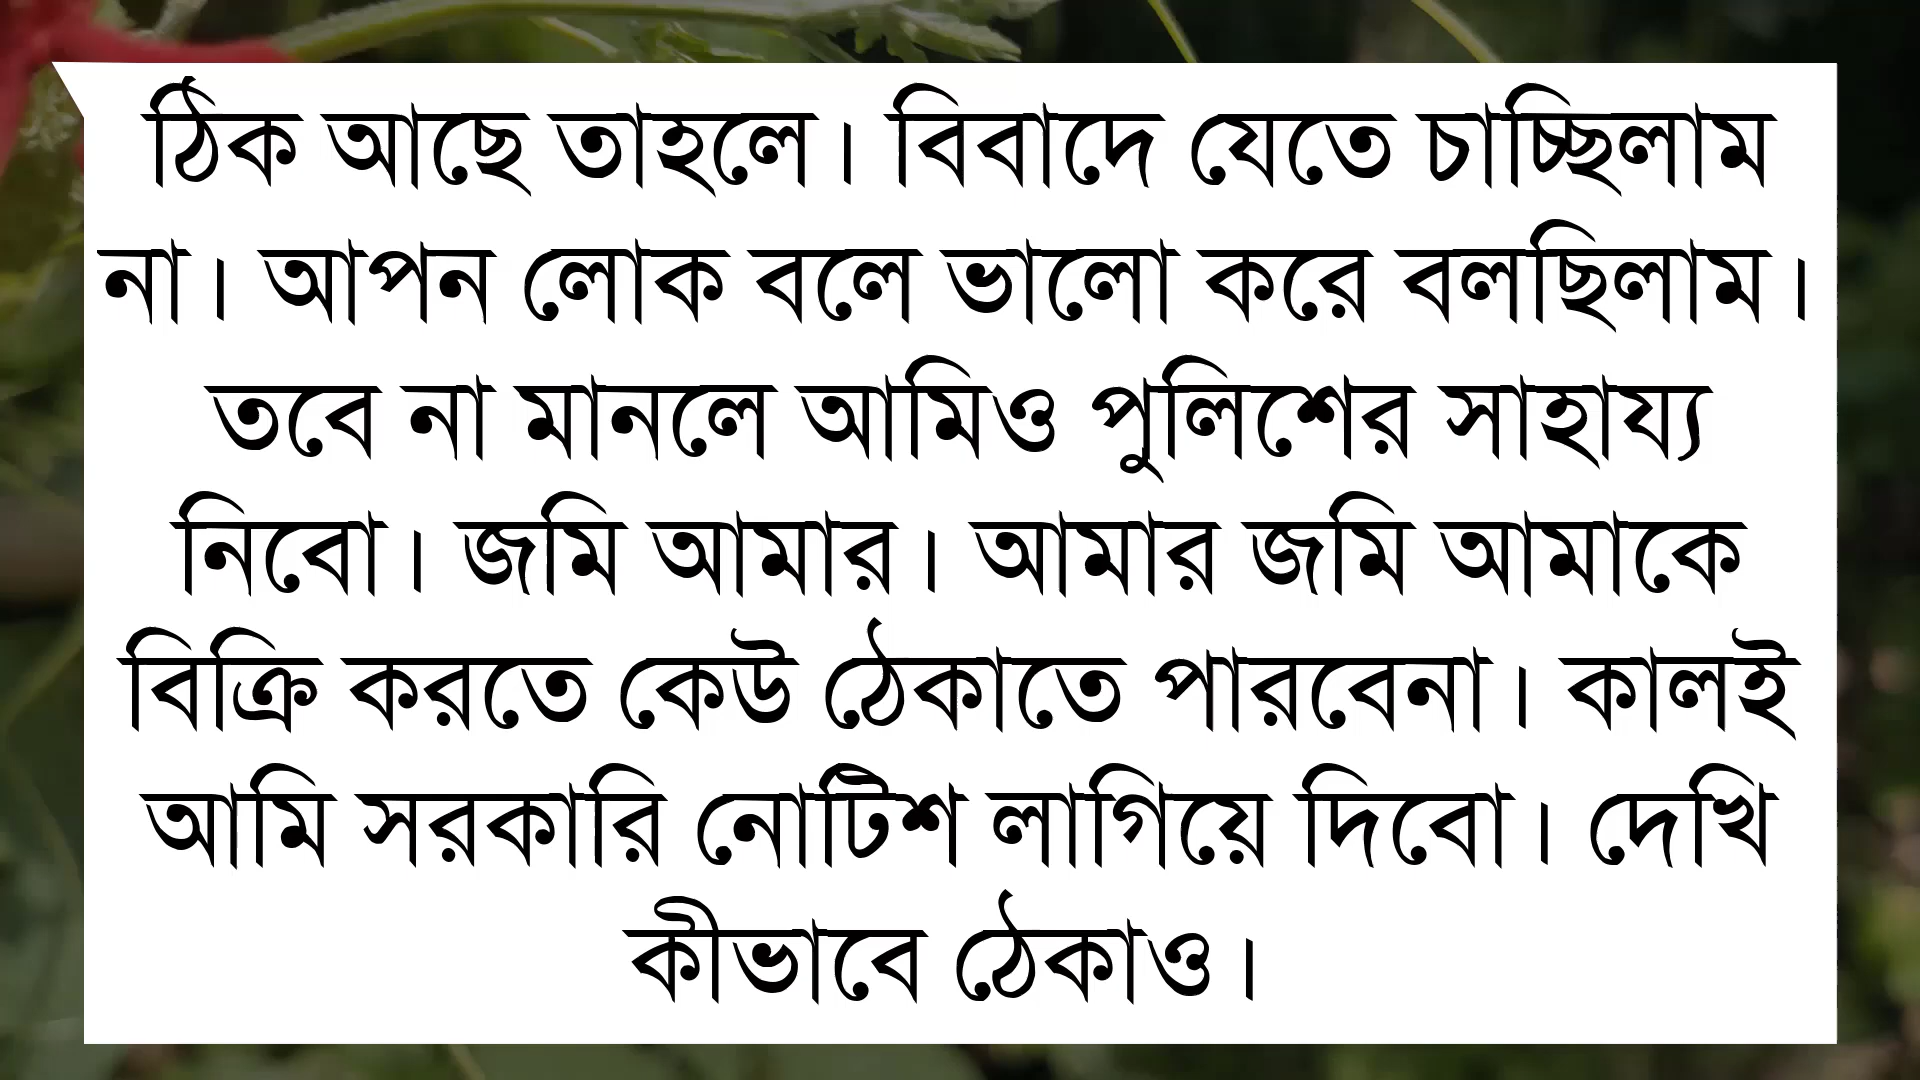 ঠিক আছে তাহলে। বিবাদে যেতে চাচ্ছিলাম
না। আপন লোক বলে ভালো করে বলছিলাম।
তবে না মানলে আমিও পুলিশের সাহায্য
নিবো। জমি আমার। আমার জমি আমাকে
বিক্রি করতে কেউ ঠেকাতে পারবেনা। কালই
আমি সরকারি নোটিশ লাগিয়ে দিবো। দেখি
কীভাবে ঠেকাও।